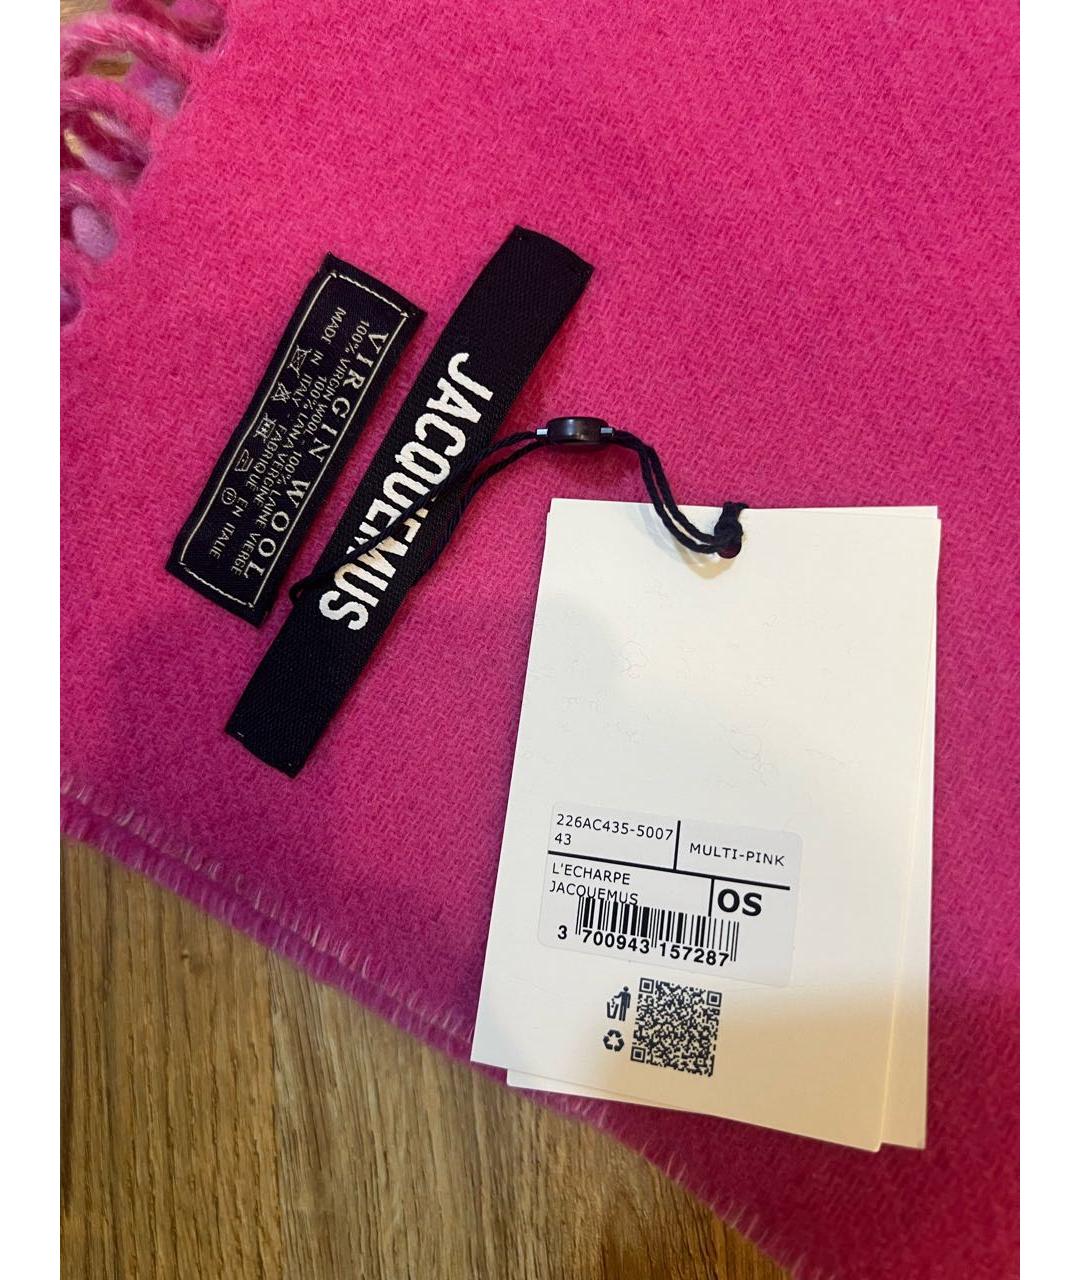 VIRGIN WOOL
100% VIRGIN WOOL 100% LAINE VIERGE
100% LANA VERGINE
MADE IN ITALY FABRIQUE EN ITALIE
JACQUEMUS
226AC435-5007
43
MULTI-PINK
L'ECHARPE
JACQUEMUS
OS
3 700943 157287